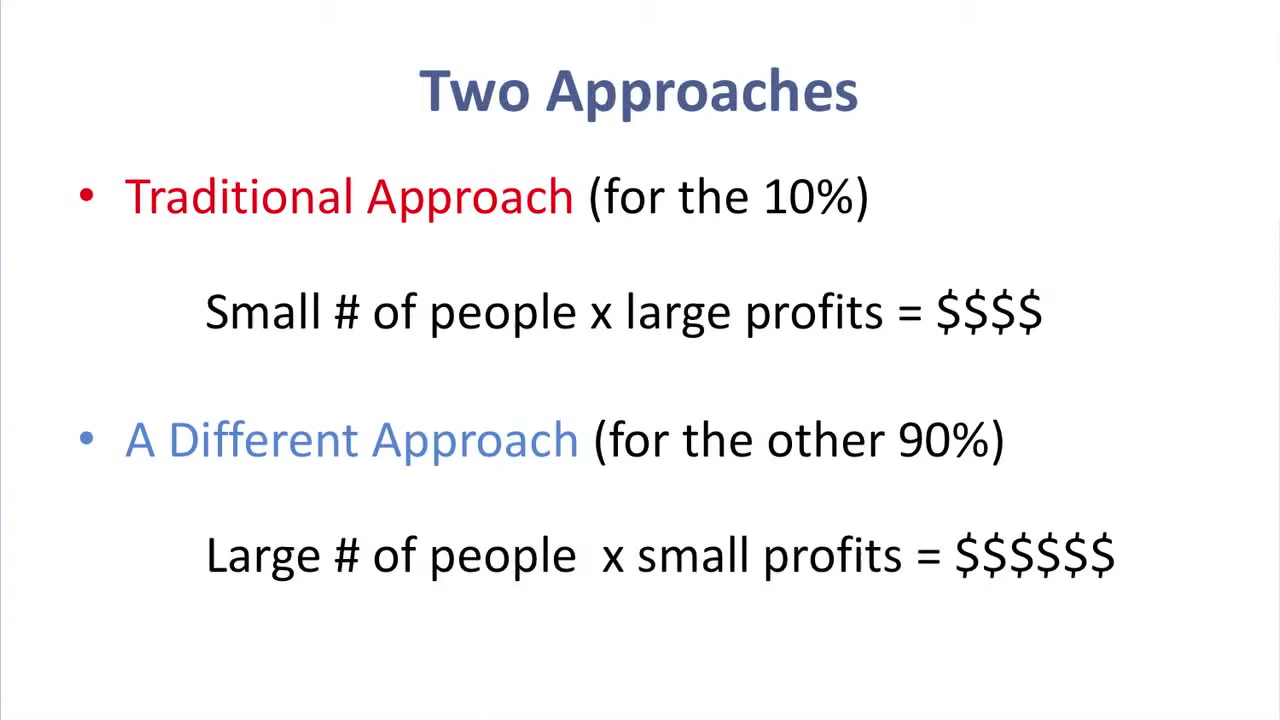 Two Approaches
• Traditional Approach (for the 10%)
Small # of people x large profits = $$$$
• A Different Approach (for the other 90%)
Large # of people x small profits = $$$$$$